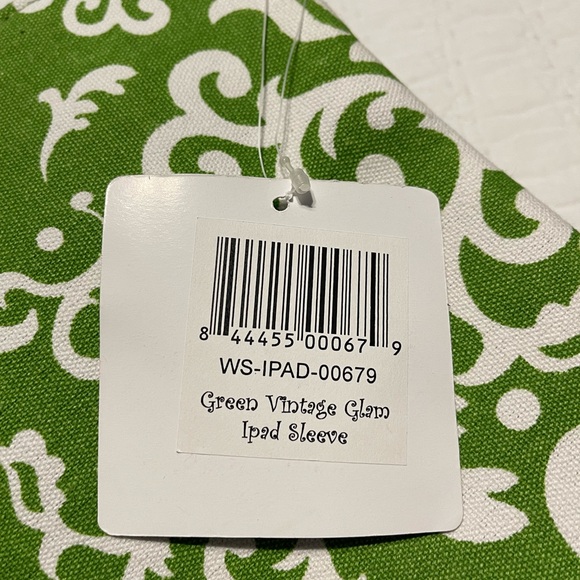 8 44455 00067 9
WS-IPAD-00679
Green Vintage Glam
Ipad Sleeve